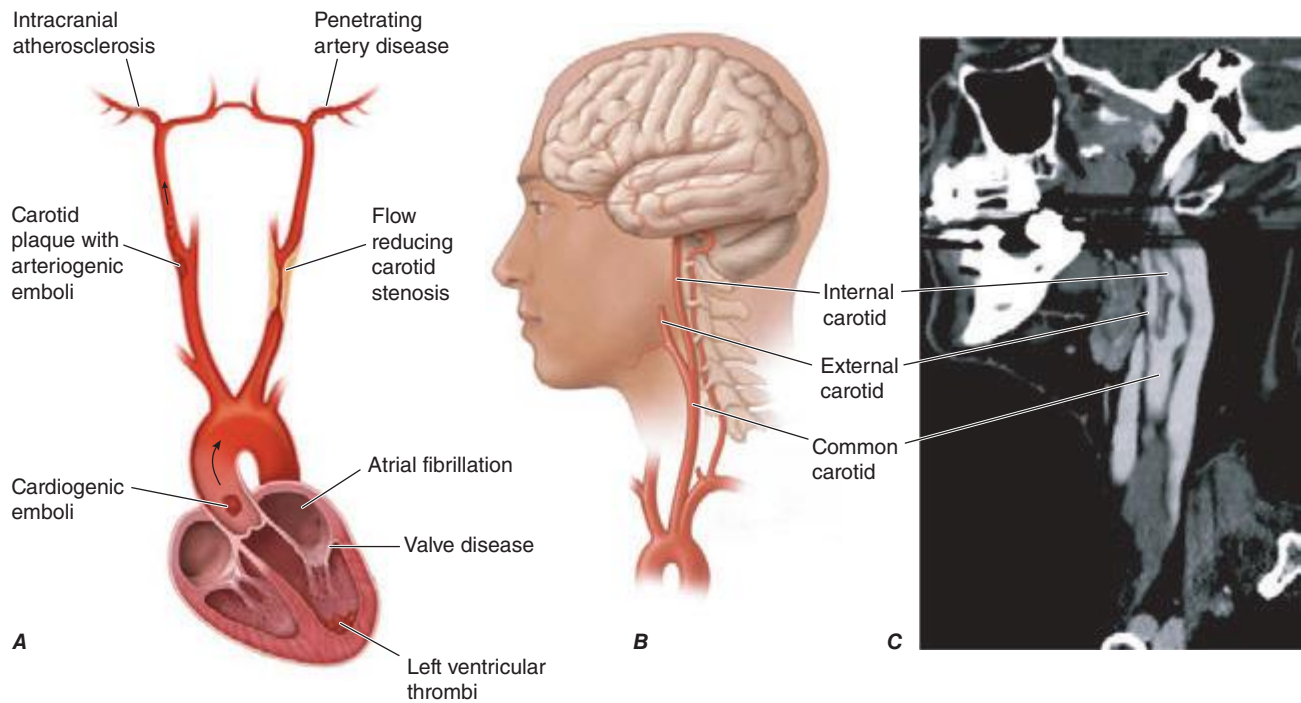 Intracranial
atherosclerosis
Penetrating
artery disease
Carotid
plaque with
arteriogenic
emboli
Flow
reducing
carotid
stenosis
Cardiogenic
emboli
Atrial fibrillation
Valve disease
Left ventricular
thrombi
A
Internal
carotid
External
carotid
Common
carotid
B
C